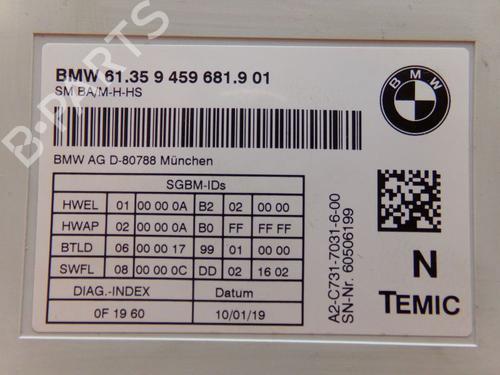 BMW 61.35 9 459 681.9 01
SM BA/M-H-HS
BMW
BMW AG D-80788 München
SGBM-IDs
HWEL 01 00 00 0A B2 02 00 00
HWAP 02 00 00 0A B0 FF FF FF
BTLD 06 00 00 17 99 01 00 00
SWFL 08 00 00 0C DD 02 16 02
DIAG.-INDEX Datum
0F 19 60 10/01/19
A2-C731-7031-6-00
SN-Nr. 60506199
N
TEMIC
B-PARTS